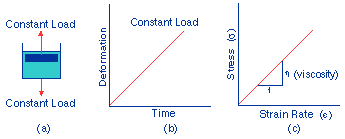 Constant Load
Constant Load
(a)
Deformation
Constant Load
Time
(b)
Stress (σ)
η (viscosity)
1
Strain Rate (ε)
(c)